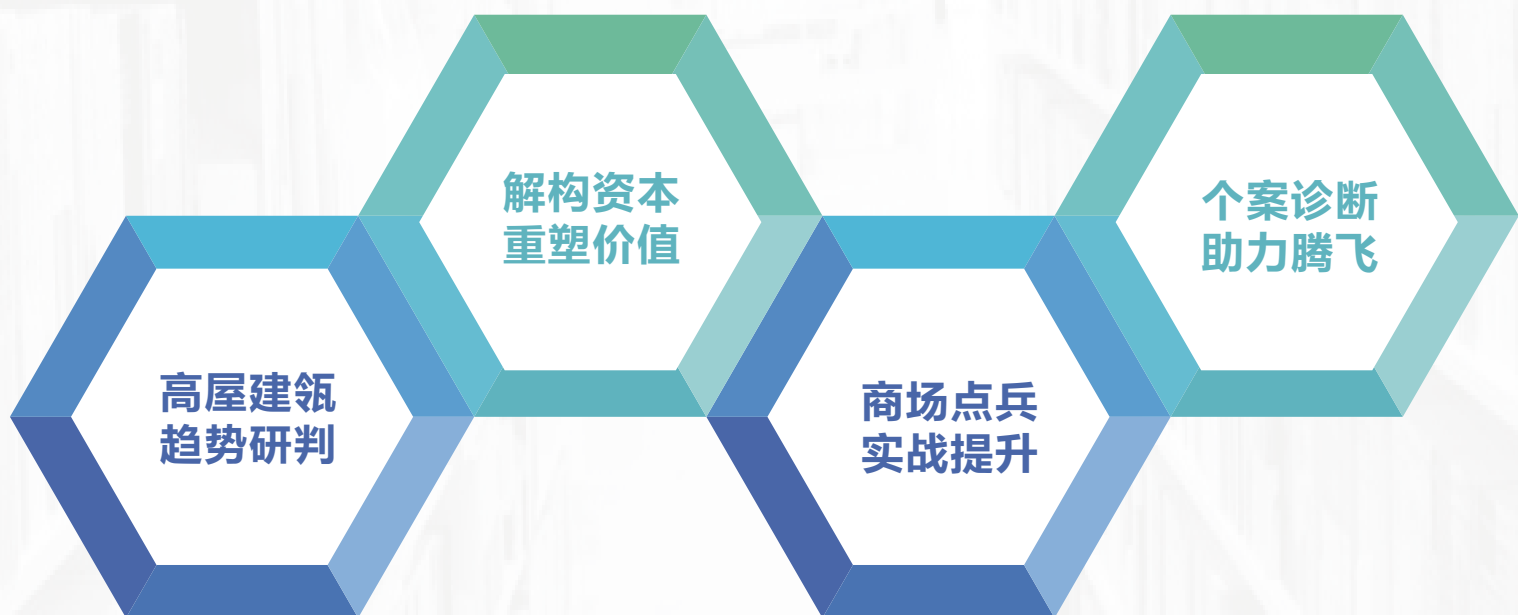 高屋建瓴
趋势研判
解构资本
重塑价值
商场点兵
实战提升
个案诊断
助力腾飞